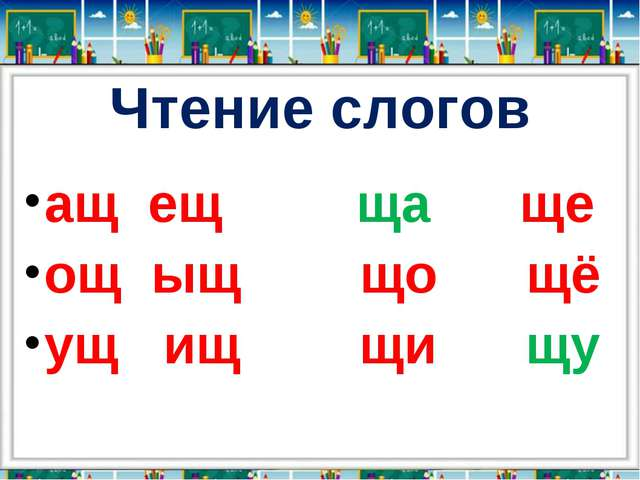 Чтение слогов
ащ ещ ща ще
ощ ыщ що щё
ущ ищ щи щу